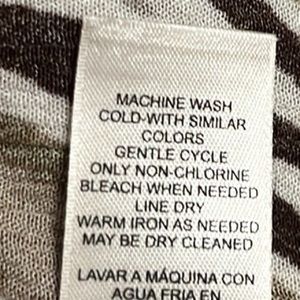 MACHINE WASH
COLD-WITH SIMILAR
COLORS
GENTLE CYCLE
ONLY NON-CHLORINE
BLEACH WHEN NEEDED
LINE DRY
WARM IRON AS NEEDED
MAY BE DRY CLEANED
LAVAR A MÁQUINA CON
AGUA FRIA EN